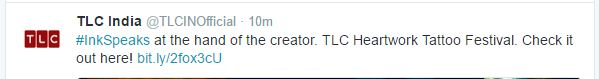 TLC India @TLCINOfficial · 10m
TLC
#InkSpeaks at the hand of the creator. TLC Heartwork Tattoo Festival. Check it
out here! bit.ly/2fox3cU